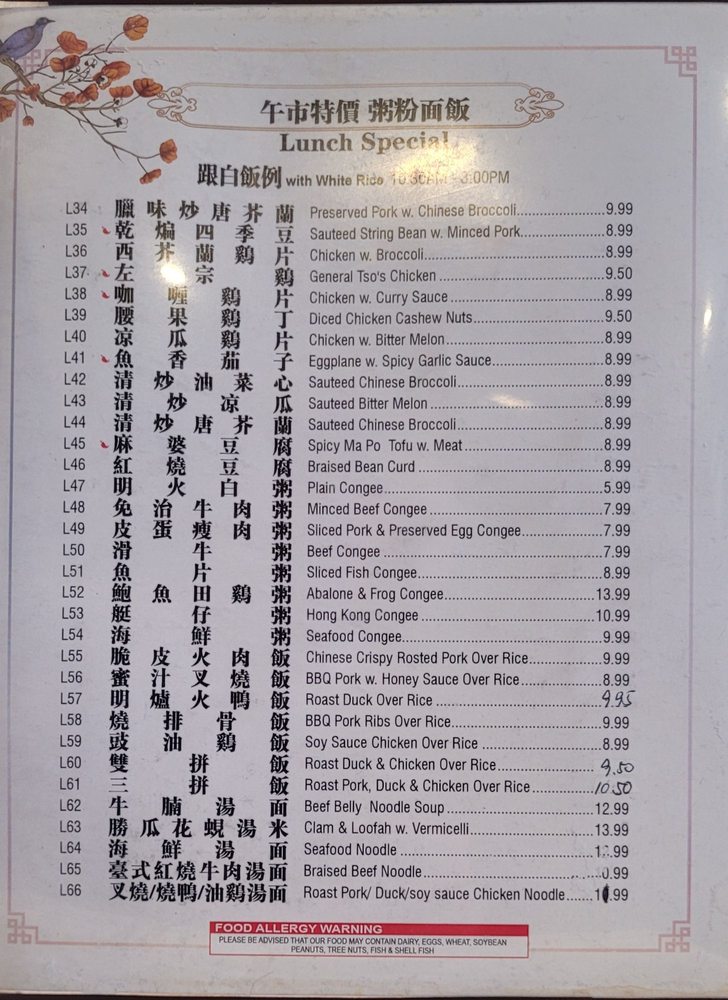 午市特價 粥粉面飯
Lunch Special
跟白飯例 with White Rice 10:30PM - 3:00PM
L34 臘味炒唐芥蘭 Preserved Pork w. Chinese Broccoli 9.99
L35 乾煸四季豆 Sauteed String Bean w. Minced Pork 8.99
L36 西芥蘭鷄片 Chicken w. Broccoli 8.99
L37 左宗鷄 General Tso's Chicken 9.50
L38 咖喱鷄片 Chicken w. Curry Sauce 8.99
L39 腰果鷄丁 Diced Chicken Cashew Nuts 9.50
L40 凉瓜鷄片 Chicken w. Bitter Melon 8.99
L41 魚香茄子 Eggplane w. Spicy Garlic Sauce 8.99
L42 清炒油菜心 Sauteed Chinese Broccoli 8.99
L43 清炒凉瓜 Sauteed Bitter Melon 8.99
L44 清炒唐芥蘭 Sauteed Chinese Broccoli 8.99
L45 麻婆豆腐 Spicy Ma Po Tofu w. Meat 8.99
L46 紅燒豆腐 Braised Bean Curd 8.99
L47 明火白粥 Plain Congee 5.99
L48 免治牛肉粥 Minced Beef Congee 7.99
L49 皮蛋瘦肉粥 Sliced Pork & Preserved Egg Congee 7.99
L50 滑牛粥 Beef Congee 7.99
L51 魚片粥 Sliced Fish Congee 8.99
L52 鮑魚田鷄粥 Abalone & Frog Congee 13.99
L53 艇仔粥 Hong Kong Congee 10.99
L54 海鮮粥 Seafood Congee 9.99
L55 脆皮火肉飯 Chinese Crispy Rosted Pork Over Rice 9.99
L56 蜜汁叉燒飯 BBQ Pork w. Honey Sauce Over Rice 8.99
L57 明爐火鴨飯 Roast Duck Over Rice 9.95
L58 燒排骨飯 BBQ Pork Ribs Over Rice 9.99
L59 豉油鷄飯 Soy Sauce Chicken Over Rice 8.99
L60 雙拼飯 Roast Duck & Chicken Over Rice 9.50
L61 三拼飯 Roast Pork, Duck & Chicken Over Rice 10.50
L62 牛腩湯面 Beef Belly Noodle Soup 12.99
L63 勝瓜花蜆湯米 Clam & Loofah w. Vermicelli 13.99
L64 海鮮湯面 Seafood Noodle
L65 臺式紅燒牛肉湯面 Braised Beef Noodle
L66 叉燒/燒鴨/油鷄湯面 Roast Pork/ Duck/soy sauce Chicken Noodle
FOOD ALLERGY WARNING
PLEASE BE ADVISED THAT OUR FOOD MAY CONTAIN DAIRY, EGGS, WHEAT, SOYBEAN
PEANUTS, TREE NUTS, FISH & SHELL FISH